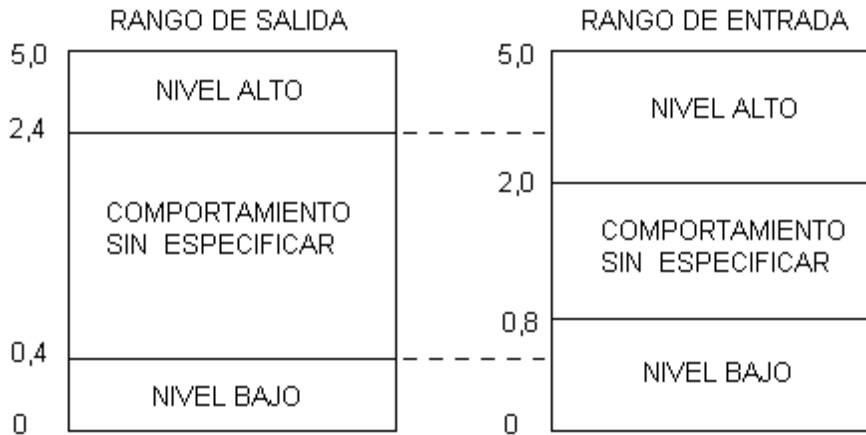 RANGO DE SALIDA
5,0
NIVEL ALTO
2,4
COMPORTAMIENTO
SIN ESPECIFICAR
0,4
NIVEL BAJO
0
RANGO DE ENTRADA
5,0
NIVEL ALTO
2,0
COMPORTAMIENTO
SIN ESPECIFICAR
0,8
NIVEL BAJO
0